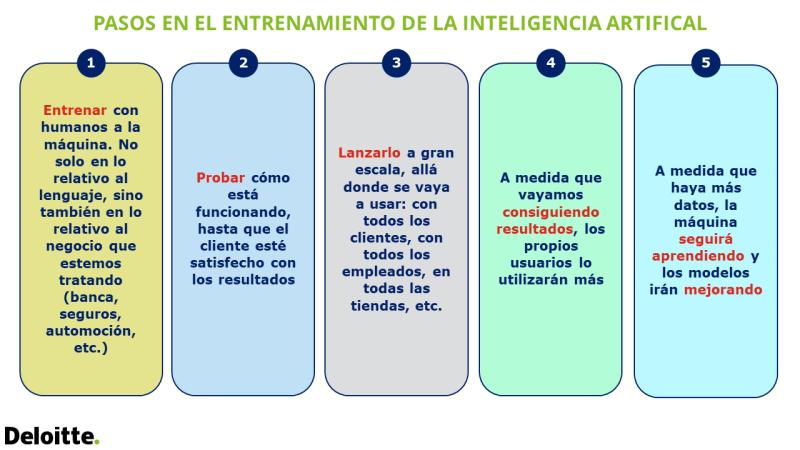 PASOS EN EL ENTRENAMIENTO DE LA INTELIGENCIA ARTIFICAL
1
Entrenar con
humanos a la
máquina. No
solo en lo
relativo al
lenguaje, sino
también en lo
relativo al
negocio que
estemos
tratando
(banca,
seguros,
automoción,
etc.)
2
Probar cómo
está
funcionando,
hasta que el
cliente esté
satisfecho con
los resultados
3
Lanzarlo a gran
escala, allá
donde se vaya
a usar: con
todos los
clientes, con
todos los
empleados, en
todas las
tiendas, etc.
4
A medida que
vayamos
consiguiendo
resultados, los
propios
usuarios lo
utilizarán más
5
A medida que
haya más
datos, la
máquina
seguirá
aprendiendo y
los modelos
irán mejorando
Deloitte.